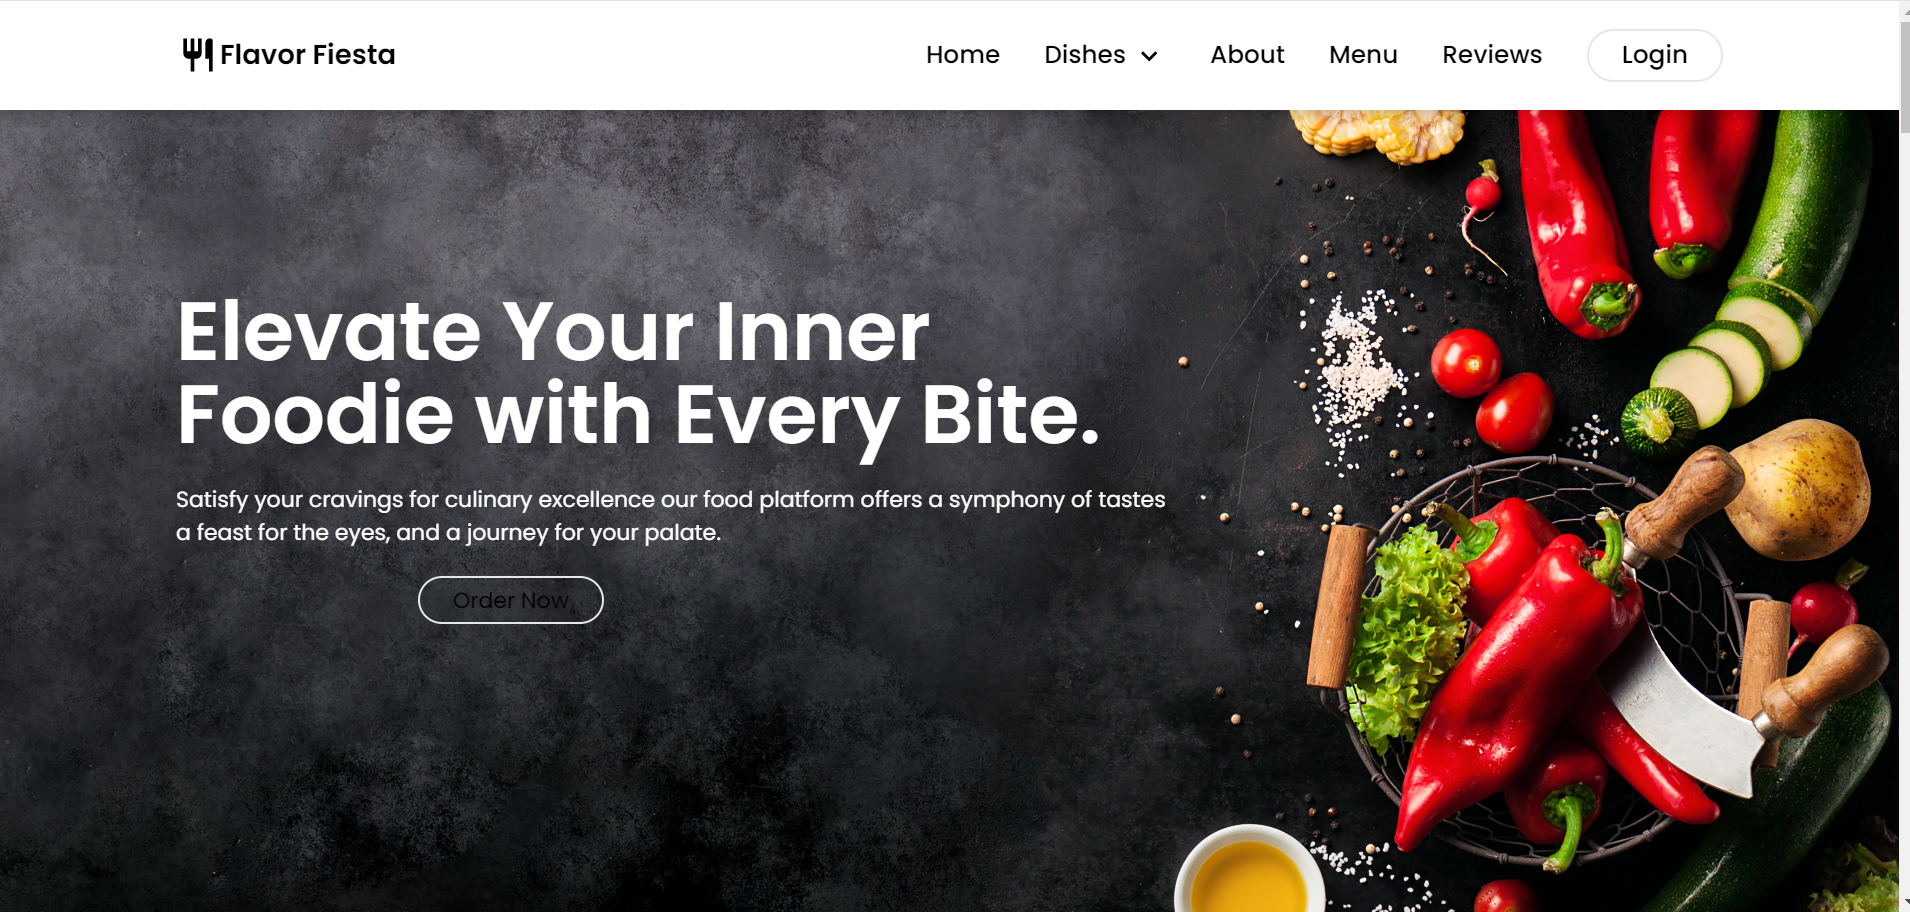 Flavor Fiesta
Home Dishes About Menu Reviews Login
Elevate Your Inner
Foodie with Every Bite.
Satisfy your cravings for culinary excellence our food platform offers a symphony of tastes
a feast for the eyes, and a journey for your palate.
Order Now